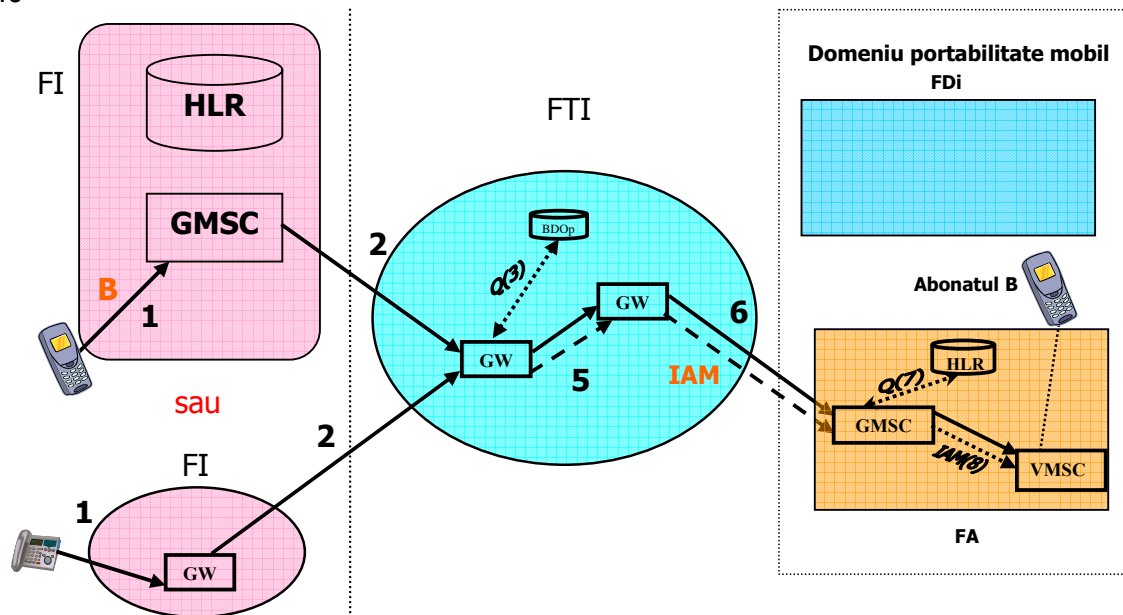 FI
HLR
GMSC
B
1
sau
FI
1
GW
2
2
FTI
BDOp
Q(3)
GW
GW
5
IAM
6
Domeniu portabilitate mobil
FDi
Abonatul B
HLR
Q(7)
GMSC
IAM(8)
VMSC
FA